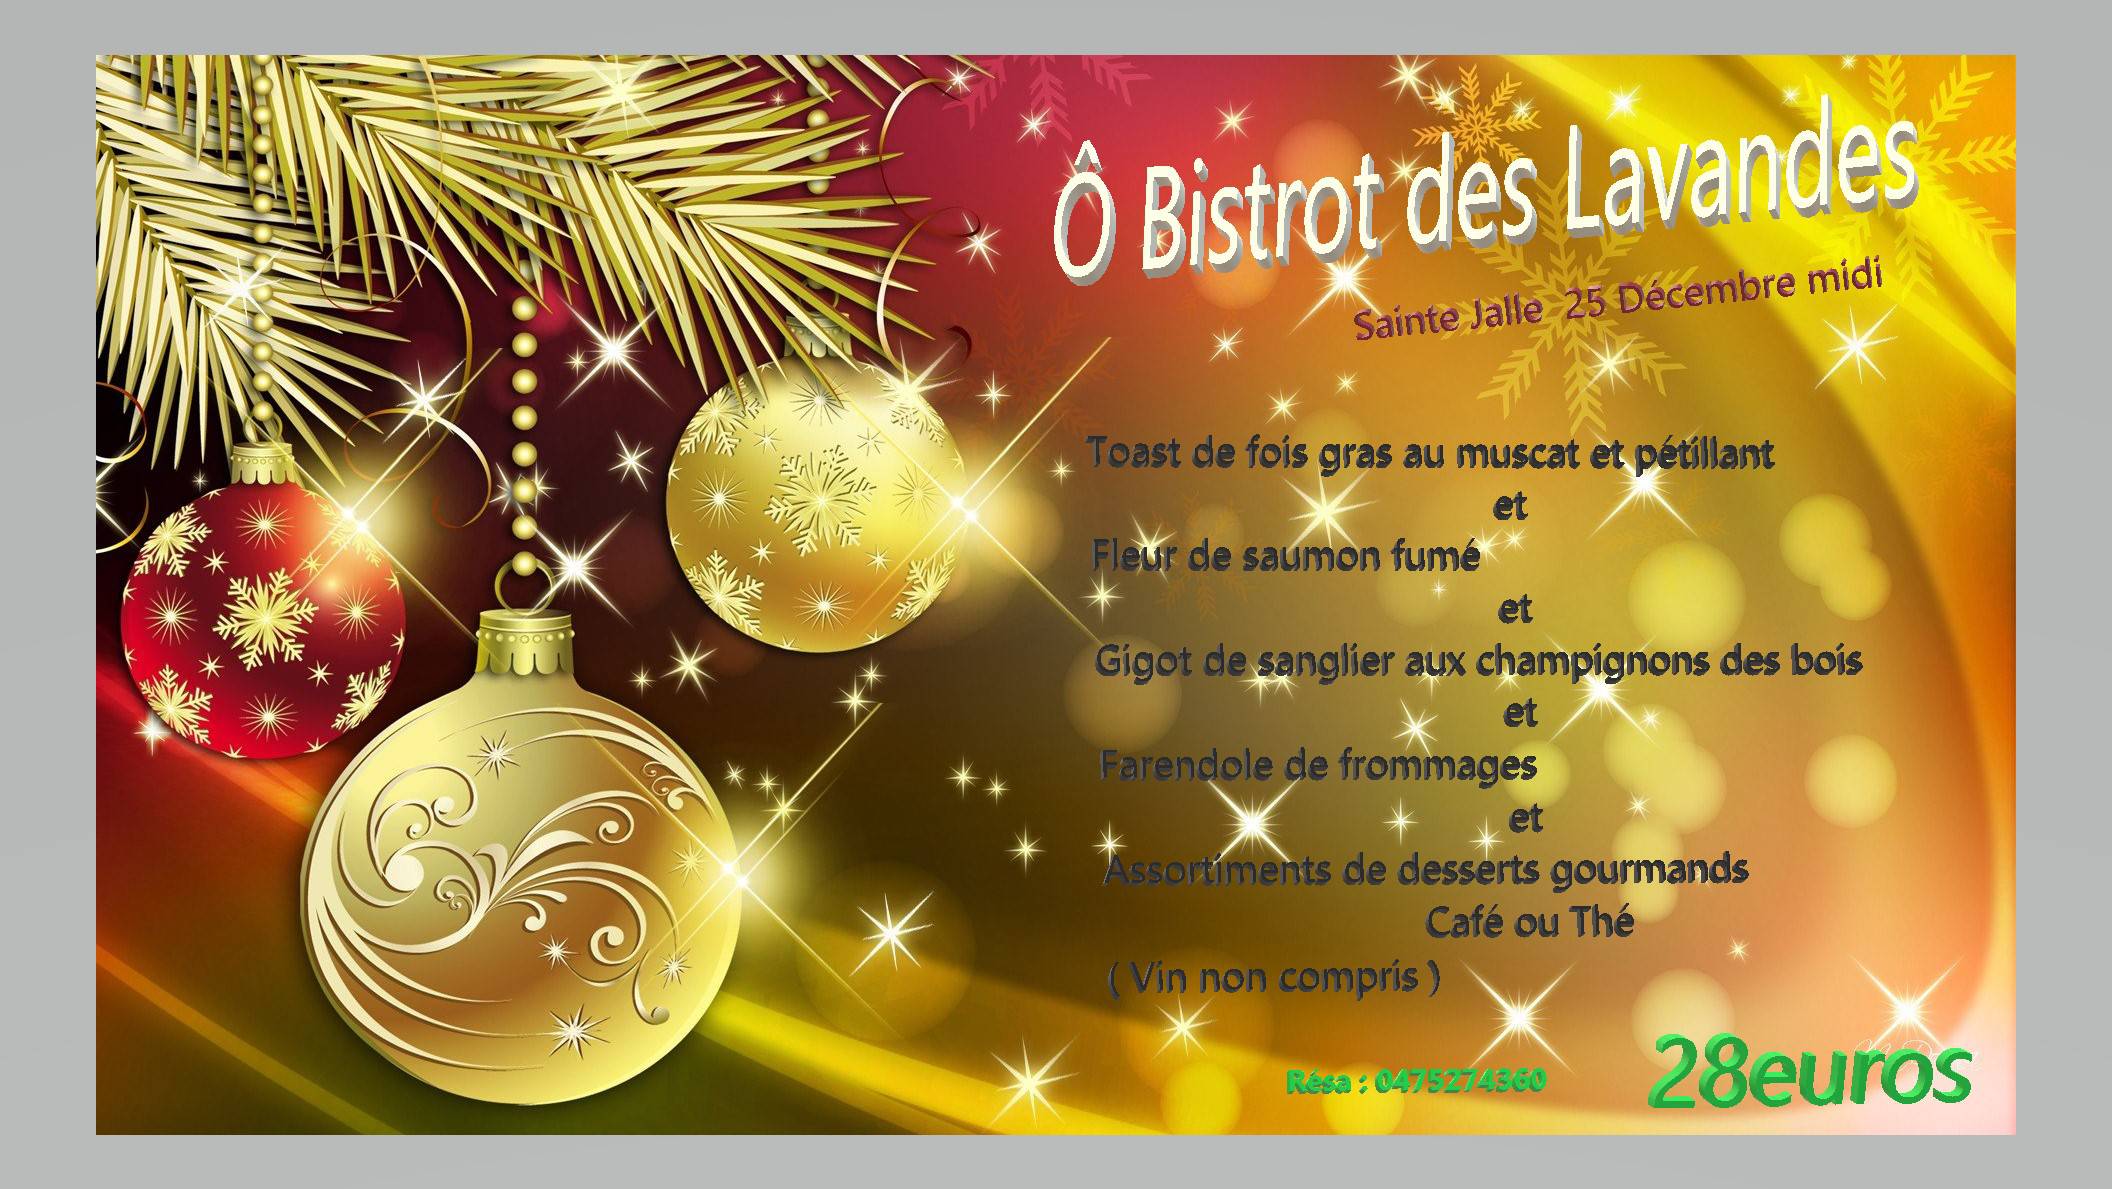 Ô Bistrot des Lavandes
Sainte Jalle 25 Décembre midi
Toast de fois gras au muscat et pétillant
et
Fleur de saumon fumé
et
Gigot de sanglier aux champignons des bois
et
Farendole de frommages
et
Assortiments de desserts gourmands
Café ou Thé
( Vin non compris )
Résa : 0475274360
28euros